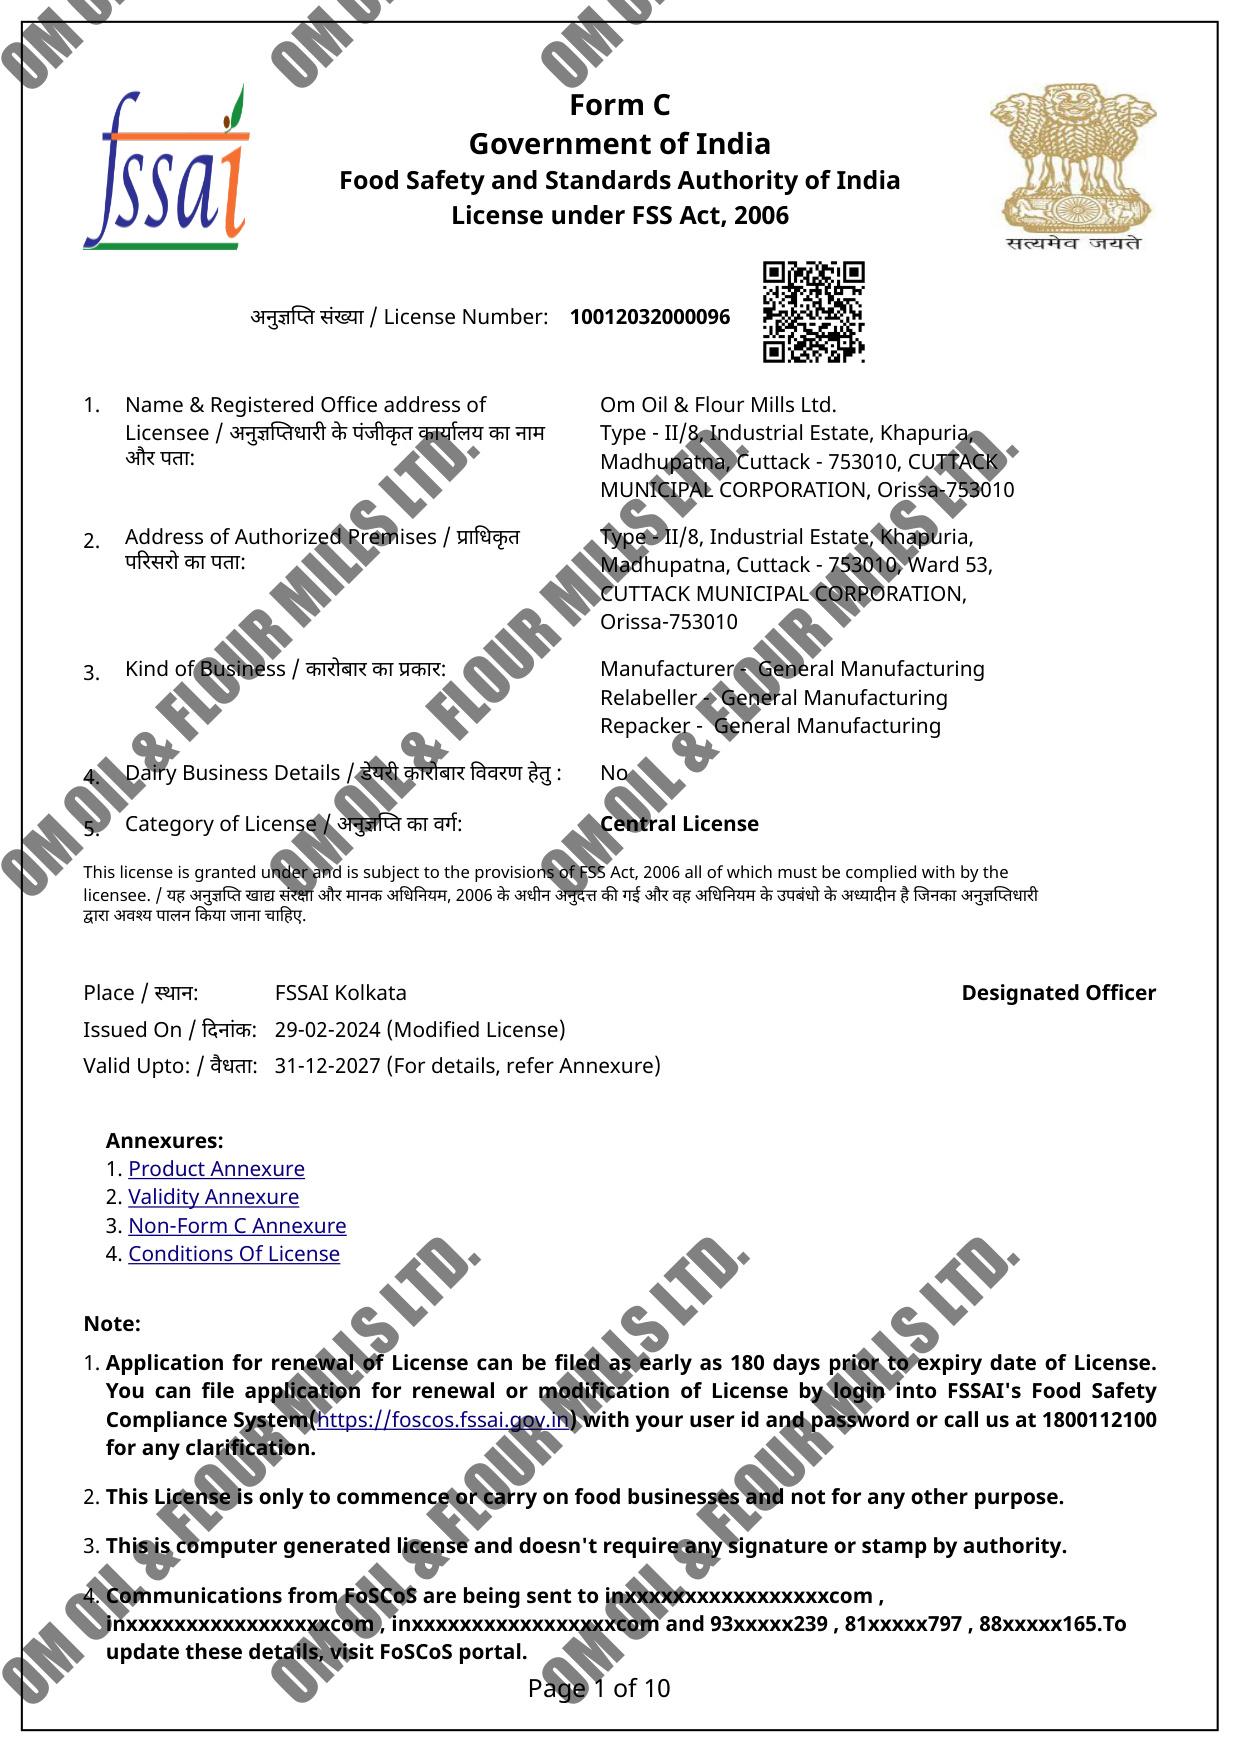 OM OIL & FLOUR MILLS LTD.
fssai
Form C
Government of India
Food Safety and Standards Authority of India
License under FSS Act, 2006
सत्यमेव जयते
अनुज्ञप्ति संख्या / License Number: 10012032000096
1. Name & Registered Office address of
Licensee / अनुज्ञप्तिधारी के पंजीकृत कार्यालय का नाम
और पता:
Om Oil & Flour Mills Ltd.
Type - II/8, Industrial Estate, Khapuria,
Madhupatna, Cuttack - 753010, CUTTACK
MUNICIPAL CORPORATION, Orissa-753010
2. Address of Authorized Premises / प्राधिकृत
परिसरो का पता:
Type - II/8, Industrial Estate, Khapuria,
Madhupatna, Cuttack - 753010, Ward 53,
CUTTACK MUNICIPAL CORPORATION,
Orissa-753010
3. Kind of Business / कारोबार का प्रकार:
Manufacturer - General Manufacturing
Relabeller - General Manufacturing
Repacker - General Manufacturing
4. Dairy Business Details / डेयरी कारोबार विवरण हेतु : No
5. Category of License / अनुज्ञप्ति का वर्ग: Central License
This license is granted under and is subject to the provisions of FSS Act, 2006 all of which must be complied with by the
licensee. / यह अनुज्ञप्ति खाद्य संरक्षा और मानक अधिनियम, 2006 के अधीन अनुदत्त की गई और वह अधिनियम के उपबंधो के अध्यादीन है जिनका अनुज्ञप्तिधारी
द्वारा अवश्य पालन किया जाना चाहिए.
Place / स्थान: FSSAI Kolkata Designated Officer
Issued On / दिनांक: 29-02-2024 (Modified License)
Valid Upto: / वैधता: 31-12-2027 (For details, refer Annexure)
Annexures:
1. Product Annexure
2. Validity Annexure
3. Non-Form C Annexure
4. Conditions Of License
Note:
1. Application for renewal of License can be filed as early as 180 days prior to expiry date of License.
You can file application for renewal or modification of License by login into FSSAI's Food Safety
Compliance System(https://foscos.fssai.gov.in) with your user id and password or call us at 1800112100
for any clarification.
2. This License is only to commence or carry on food businesses and not for any other purpose.
3. This is computer generated license and doesn't require any signature or stamp by authority.
4. Communications from FoSCoS are being sent to inxxxxxxxxxxxxxxxxxcom ,
inxxxxxxxxxxxxxxxxxcom , inxxxxxxxxxxxxxxxxxcom and 93xxxxx239 , 81xxxxx797 , 88xxxxx165.To
update these details, visit FoSCoS portal.
Page 1 of 10